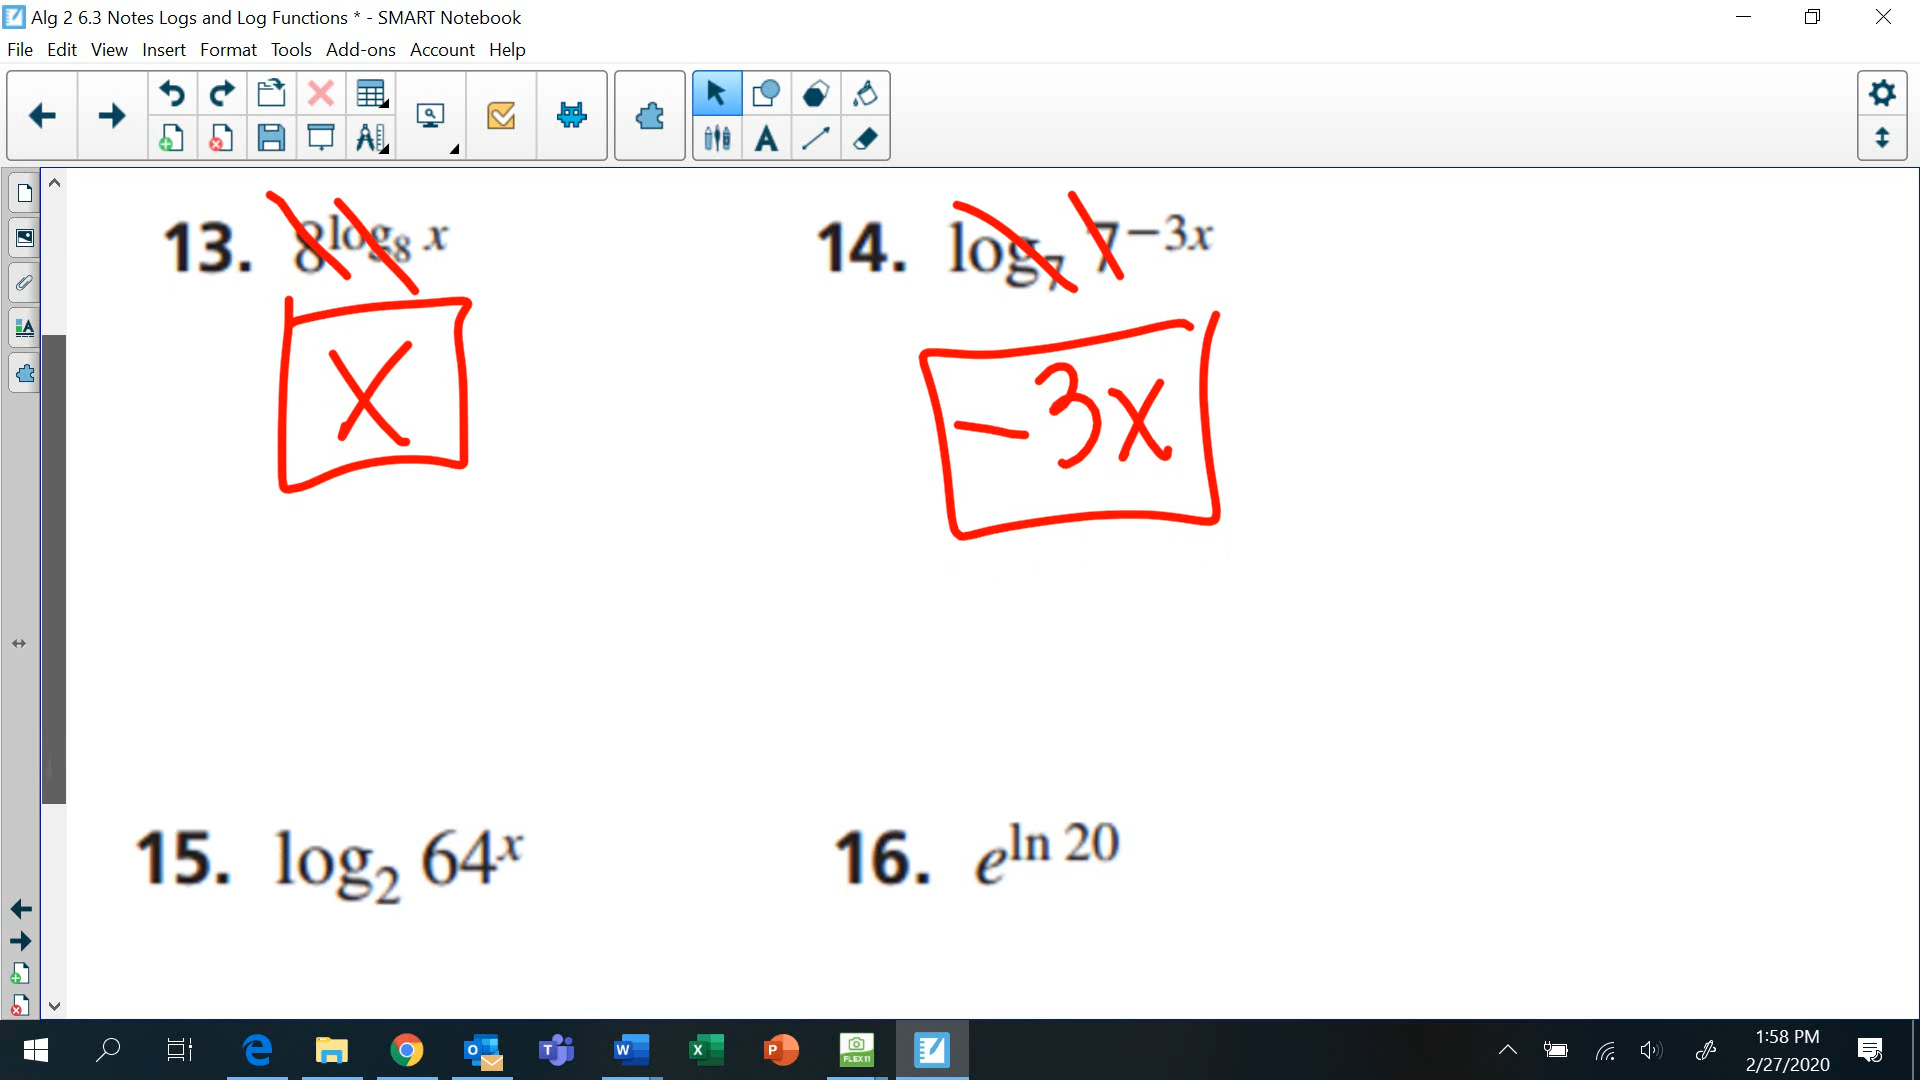 Alg 2 6.3 Notes Logs and Log Functions * - SMART Notebook
File Edit View Insert Format Tools Add-ons Account Help
13. 8^{log₈ x}
14. log₇ 7^{−3x}
X
−3x
15. log₂ 64^x
16. e^{ln 20}
1:58 PM
2/27/2020